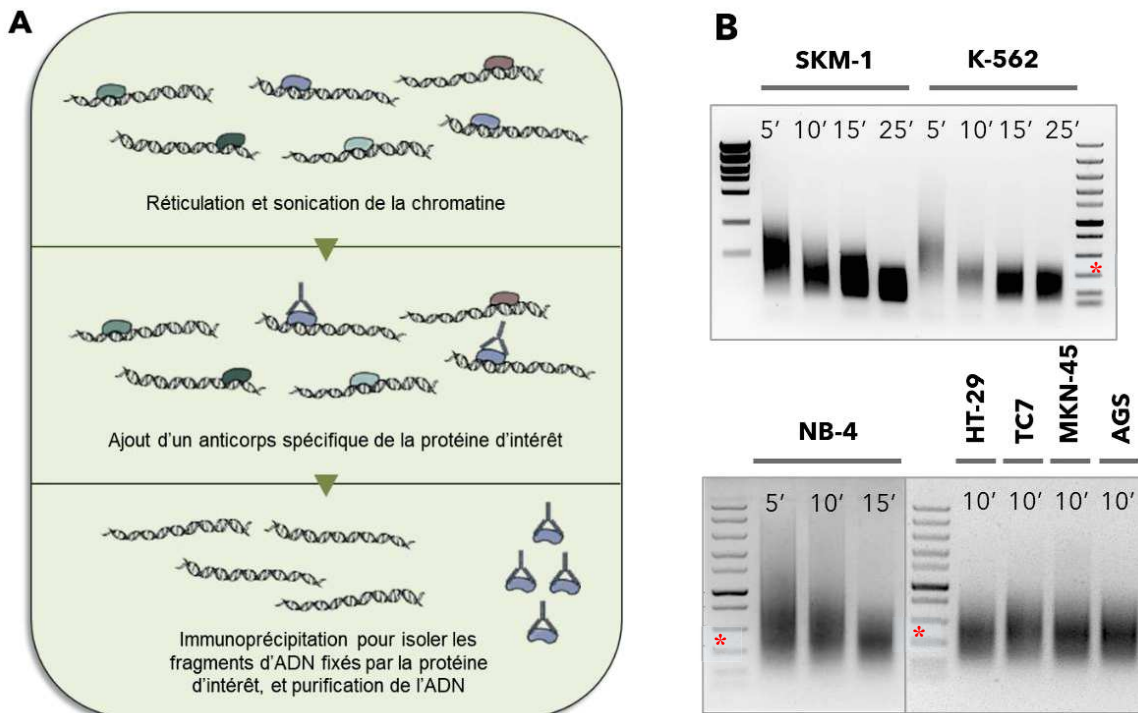 A
Réticulation et sonication de la chromatine
Ajout d'un anticorps spécifique de la protéine d'intérêt
Immunoprécipitation pour isoler les
fragments d'ADN fixés par la protéine
d'intérêt, et purification de l'ADN
B
SKM-1 K-562
5′ 10′ 15′ 25′ 5′ 10′ 15′ 25′
*
NB-4 HT-29 TC7 MKN-45 AGS
5′ 10′ 15′ 10′ 10′ 10′ 10′
* *